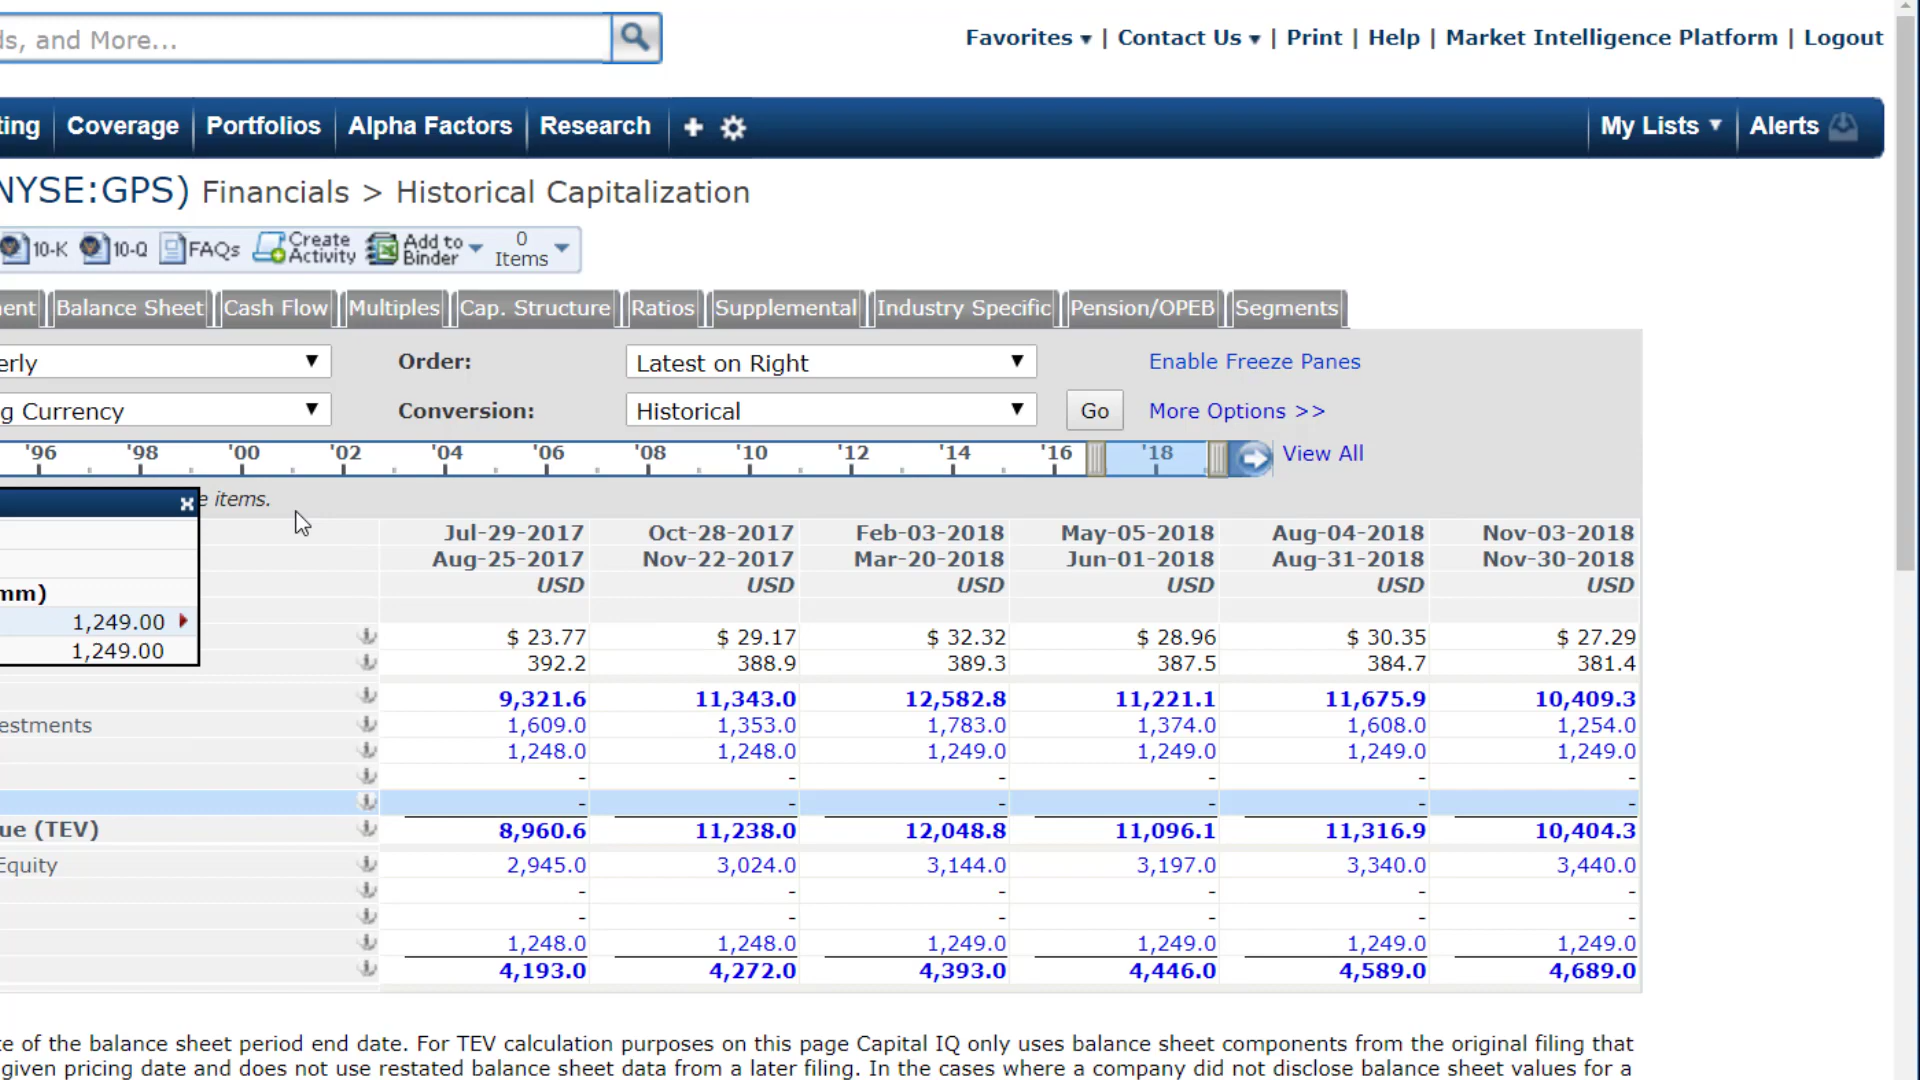 ds, and More...
Favorites ▾ | Contact Us ▾ | Print | Help | Market Intelligence Platform | Logout
ting Coverage Portfolios Alpha Factors Research + My Lists ▼ Alerts
NYSE:GPS) Financials > Historical Capitalization
10-K 10-Q FAQs Create Activity Add to Binder 0 Items
ent Balance Sheet Cash Flow Multiples Cap. Structure Ratios Supplemental Industry Specific Pension/OPEB Segments
erly Order: Latest on Right Enable Freeze Panes
g Currency Conversion: Historical Go More Options >>
'96 '98 '00 '02 '04 '06 '08 '10 '12 '14 '16 '18 View All
x e items.
Jul-29-2017 Oct-28-2017 Feb-03-2018 May-05-2018 Aug-04-2018 Nov-03-2018
Aug-25-2017 Nov-22-2017 Mar-20-2018 Jun-01-2018 Aug-31-2018 Nov-30-2018
USD USD USD USD USD USD
mm)
1,249.00
1,249.00
$ 23.77 $ 29.17 $ 32.32 $ 28.96 $ 30.35 $ 27.29
392.2 388.9 389.3 387.5 384.7 381.4
9,321.6 11,343.0 12,582.8 11,221.1 11,675.9 10,409.3
estments 1,609.0 1,353.0 1,783.0 1,374.0 1,608.0 1,254.0
1,248.0 1,248.0 1,249.0 1,249.0 1,249.0 1,249.0
- - - - - -
- - - - - -
ue (TEV) 8,960.6 11,238.0 12,048.8 11,096.1 11,316.9 10,404.3
Equity 2,945.0 3,024.0 3,144.0 3,197.0 3,340.0 3,440.0
- - - - - -
- - - - - -
1,248.0 1,248.0 1,249.0 1,249.0 1,249.0 1,249.0
4,193.0 4,272.0 4,393.0 4,446.0 4,589.0 4,689.0
te of the balance sheet period end date. For TEV calculation purposes on this page Capital IQ only uses balance sheet components from the original filing that
given pricing date and does not use restated balance sheet data from a later filing. In the cases where a company did not disclose balance sheet values for a